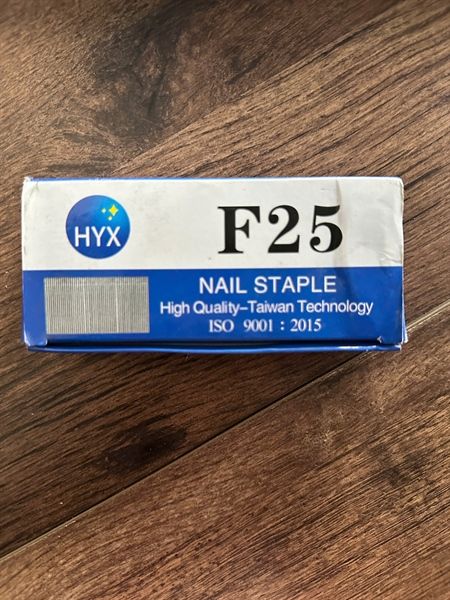 HYX
F25
NAIL STAPLE
High Quality-Taiwan Technology
ISO 9001 : 2015